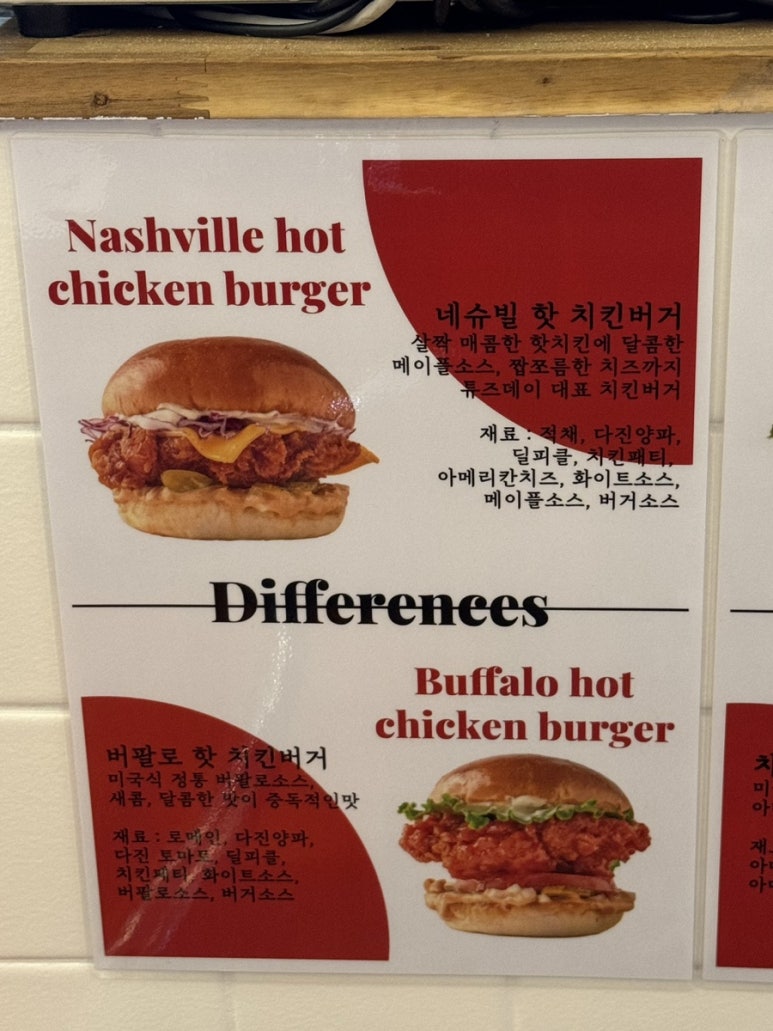 Nashville hot
chicken burger
네슈빌 핫 치킨버거
살짝 매콤한 핫치킨에 달콤한
메이플소스, 짭쪼름한 치즈까지
튜즈데이 대표 치킨버거
재료 : 적채, 다진양파,
딜피클, 치킨패티,
아메리칸치즈, 화이트소스,
메이플소스, 버거소스
Differences
Buffalo hot
chicken burger
버팔로 핫 치킨버거
미국식 정통 버팔로소스,
새콤, 달콤한 맛이 중독적인맛
재료 : 로메인, 다진양파,
다진 토마토, 딜피클,
치킨패티, 화이트소스,
버팔로소스, 버거소스